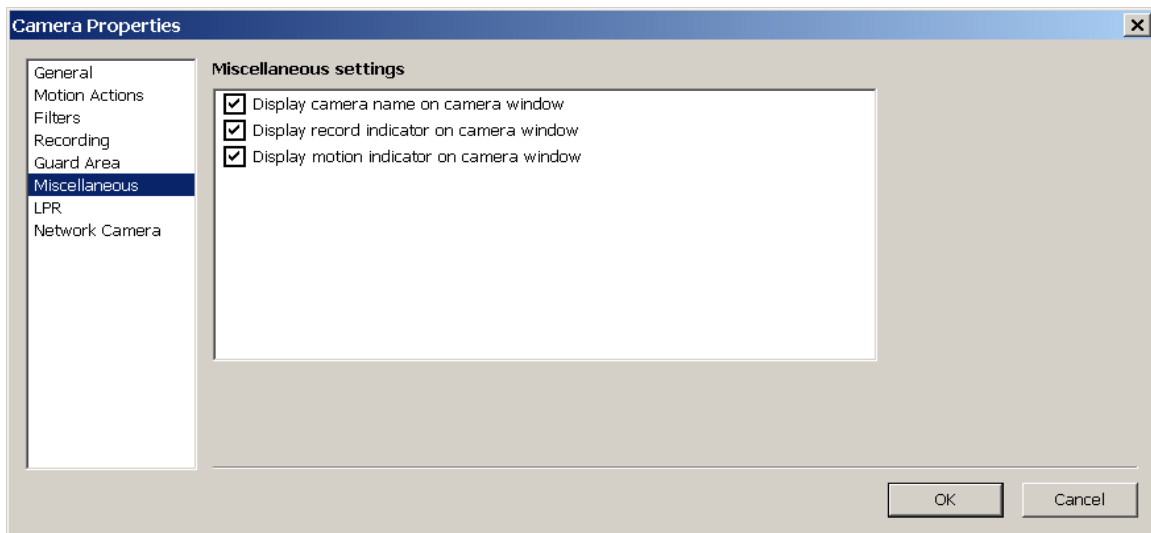 Camera Properties
General
Motion Actions
Filters
Recording
Guard Area
Miscellaneous
LPR
Network Camera
Miscellaneous settings
Display camera name on camera window
Display record indicator on camera window
Display motion indicator on camera window
OK
Cancel